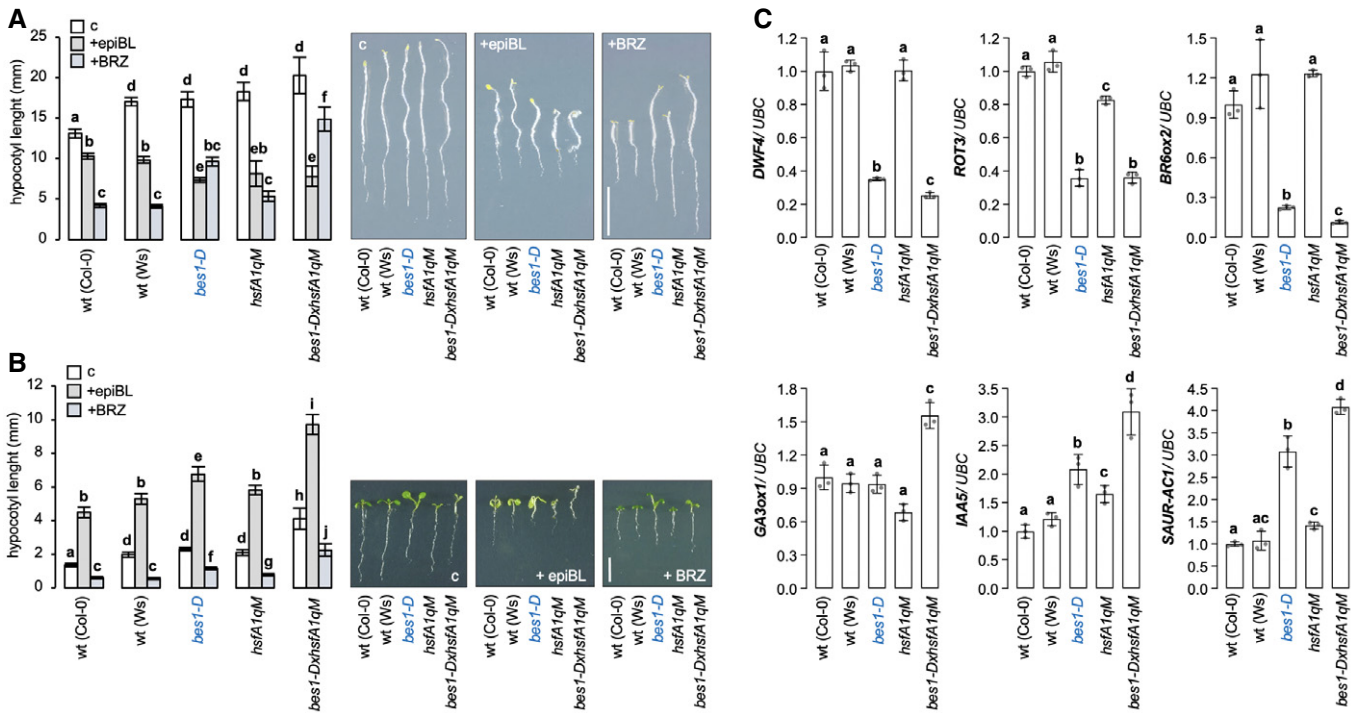 A
c
+epiBL
+BRZ
hypocotyl lenght (mm)
25
20
15
10
5
0
a b c
d b c
d e bc
d eb c
d e f
wt (Col-0)
wt (Ws)
bes1-D
hsfA1qM
bes1-DxhsfA1qM
c
wt (Col-0)
wt (Ws)
bes1-D
hsfA1qM
bes1-DxhsfA1qM
+epiBL
wt (Col-0)
wt (Ws)
bes1-D
hsfA1qM
bes1-DxhsfA1qM
+BRZ
wt (Col-0)
wt (Ws)
bes1-D
hsfA1qM
bes1-DxhsfA1qM
B
c
+epiBL
+BRZ
hypocotyl lenght (mm)
12
10
8
6
4
2
0
a b c
d b c
d e f
d b g
h i j
wt (Col-0)
wt (Ws)
bes1-D
hsfA1qM
bes1-DxhsfA1qM
c
wt (Col-0)
wt (Ws)
bes1-D
hsfA1qM
bes1-DxhsfA1qM
+ epiBL
wt (Col-0)
wt (Ws)
bes1-D
hsfA1qM
bes1-DxhsfA1qM
+ BRZ
wt (Col-0)
wt (Ws)
bes1-D
hsfA1qM
bes1-DxhsfA1qM
C
DWF4/ UBC
1.2
1.0
0.8
0.6
0.4
0.2
0.0
a a b a c
wt (Col-0)
wt (Ws)
bes1-D
hsfA1qM
bes1-DxhsfA1qM
ROT3/ UBC
1.2
1.0
0.8
0.6
0.4
0.2
0.0
a a b c b
wt (Col-0)
wt (Ws)
bes1-D
hsfA1qM
bes1-DxhsfA1qM
BR6ox2/ UBC
1.5
1.2
0.9
0.6
0.3
0.0
a a b a c
wt (Col-0)
wt (Ws)
bes1-D
hsfA1qM
bes1-DxhsfA1qM
GA3ox1/ UBC
1.8
1.5
1.2
0.9
0.6
0.3
0.0
a a a a c
wt (Col-0)
wt (Ws)
bes1-D
hsfA1qM
bes1-DxhsfA1qM
IAA5/ UBC
3.5
3.0
2.5
2.0
1.5
1.0
0.5
0.0
a a b c d
wt (Col-0)
wt (Ws)
bes1-D
hsfA1qM
bes1-DxhsfA1qM
SAUR-AC1/ UBC
4.5
4.0
3.5
3.0
2.5
2.0
1.5
1.0
0.5
0.0
a ac b c d
wt (Col-0)
wt (Ws)
bes1-D
hsfA1qM
bes1-DxhsfA1qM